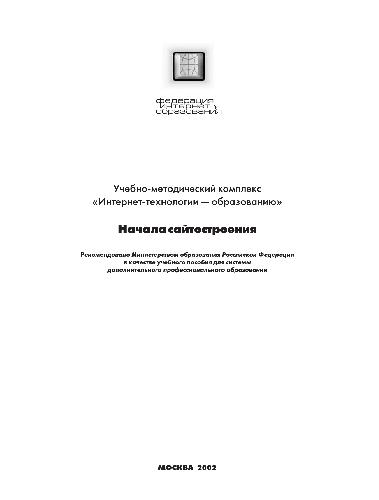 федерация
интернет
образования
Учебно-методический комплекс
«Интернет-технологии — образованию»
Начала сайтостроения
Рекомендовано Министерством образования Российской Федерации
в качестве учебного пособия для системы
дополнительного профессионального образования
МОСКВА 2002